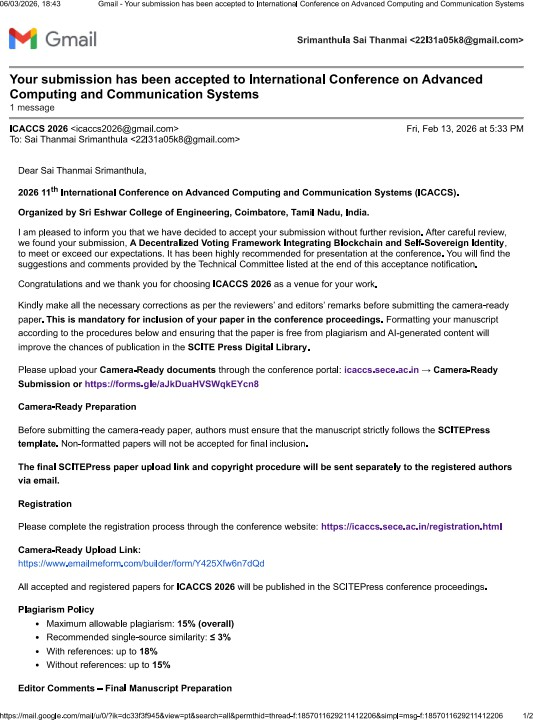 06/03/2026, 18:43 Gmail - Your submission has been accepted to International Conference on Advanced Computing and Communication Systems
Gmail
Srimanthula Sai Thanmai <22l31a05k8@gmail.com>
Your submission has been accepted to International Conference on Advanced
Computing and Communication Systems
1 message
ICACCS 2026 <icaccs2026@gmail.com> Fri, Feb 13, 2026 at 5:33 PM
To: Sai Thanmai Srimanthula <22l31a05k8@gmail.com>
Dear Sai Thanmai Srimanthula,
2026 11th International Conference on Advanced Computing and Communication Systems (ICACCS).
Organized by Sri Eshwar College of Engineering, Coimbatore, Tamil Nadu, India.
I am pleased to inform you that we have decided to accept your submission without further revision. After careful review,
we found your submission, A Decentralized Voting Framework Integrating Blockchain and Self-Sovereign Identity,
to meet or exceed our expectations. It has been highly recommended for presentation at the conference. You will find the
suggestions and comments provided by the Technical Committee listed at the end of this acceptance notification.
Congratulations and we thank you for choosing ICACCS 2026 as a venue for your work.
Kindly make all the necessary corrections as per the reviewers' and editors' remarks before submitting the camera-ready
paper. This is mandatory for inclusion of your paper in the conference proceedings. Formatting your manuscript
according to the procedures below and ensuring that the paper is free from plagiarism and AI-generated content will
improve the chances of publication in the SCITE Press Digital Library.
Please upload your Camera-Ready documents through the conference portal: icaccs.sece.ac.in → Camera-Ready
Submission or https://forms.gle/aJkDuaHVSWqkEYcn8
Camera-Ready Preparation
Before submitting the camera-ready paper, authors must ensure that the manuscript strictly follows the SCITEPress
template. Non-formatted papers will not be accepted for final inclusion.
The final SCITEPress paper upload link and copyright procedure will be sent separately to the registered authors
via email.
Registration
Please complete the registration process through the conference website: https://icaccs.sece.ac.in/registration.html
Camera-Ready Upload Link:
https://www.emailmeform.com/builder/form/Y425Xfw6n7dQd
All accepted and registered papers for ICACCS 2026 will be published in the SCITEPress conference proceedings.
Plagiarism Policy
• Maximum allowable plagiarism: 15% (overall)
• Recommended single-source similarity: ≤ 3%
• With references: up to 18%
• Without references: up to 15%
Editor Comments – Final Manuscript Preparation
https://mail.google.com/mail/u/0/?ik=dc33f3f945&view=pt&search=all&permthid=thread-f:1857011629211412206&simpl=msg-f:1857011629211412206 1/2